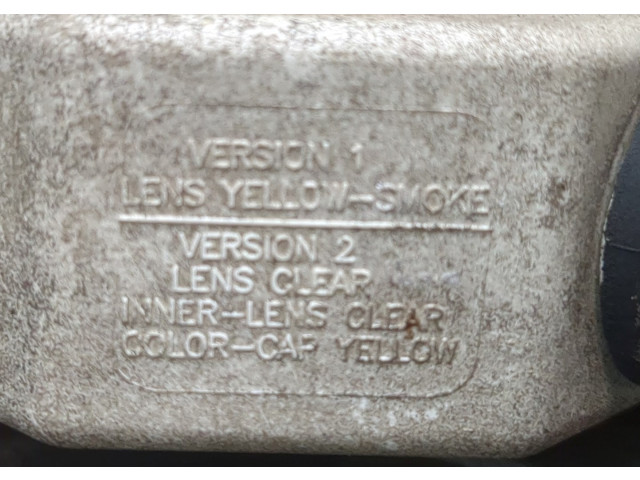 VERSION 1
LENS YELLOW-SMOKE
VERSION 2
LENS CLEAR
INNER-LENS CLEAR
COLOR-CAP YELLOW